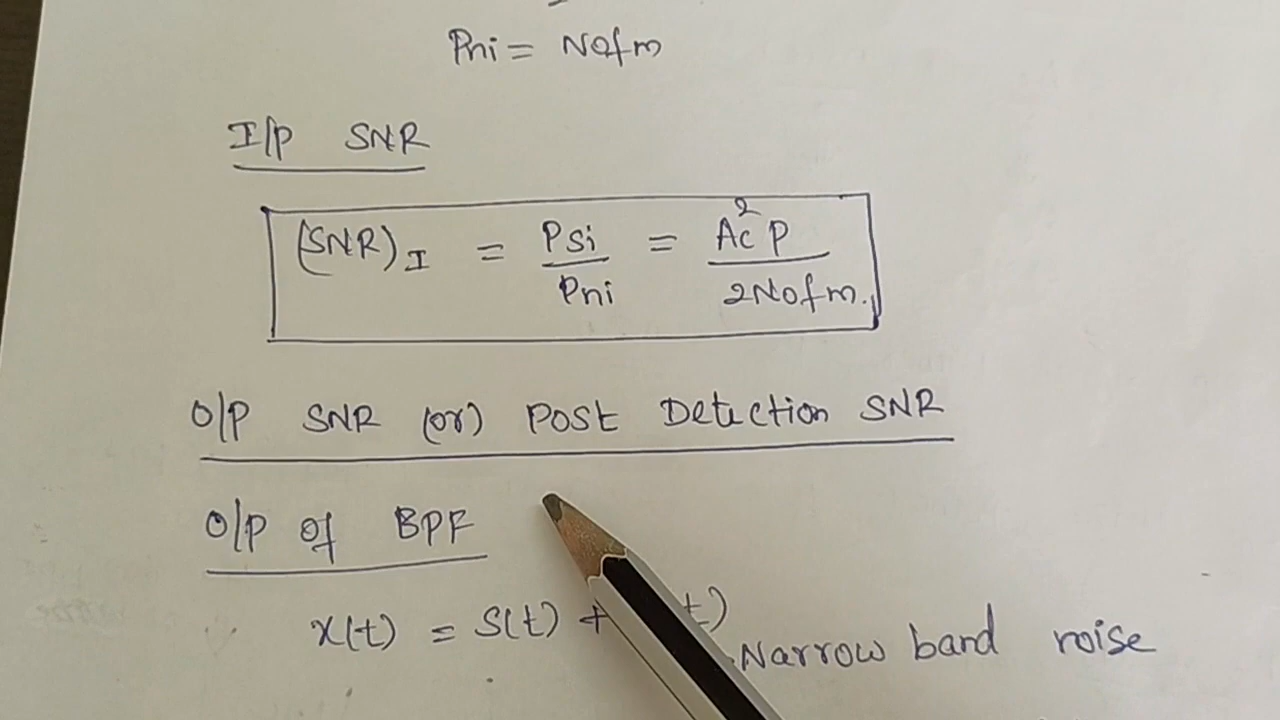 Pni = Nofm
I/p SNR
(SNR)I = Psi / Pni = Ac²P / 2Nofm.
O/P SNR (or) Post Detection SNR
O/P of BPF
x(t) = s(t) + t)
Narrow band noise